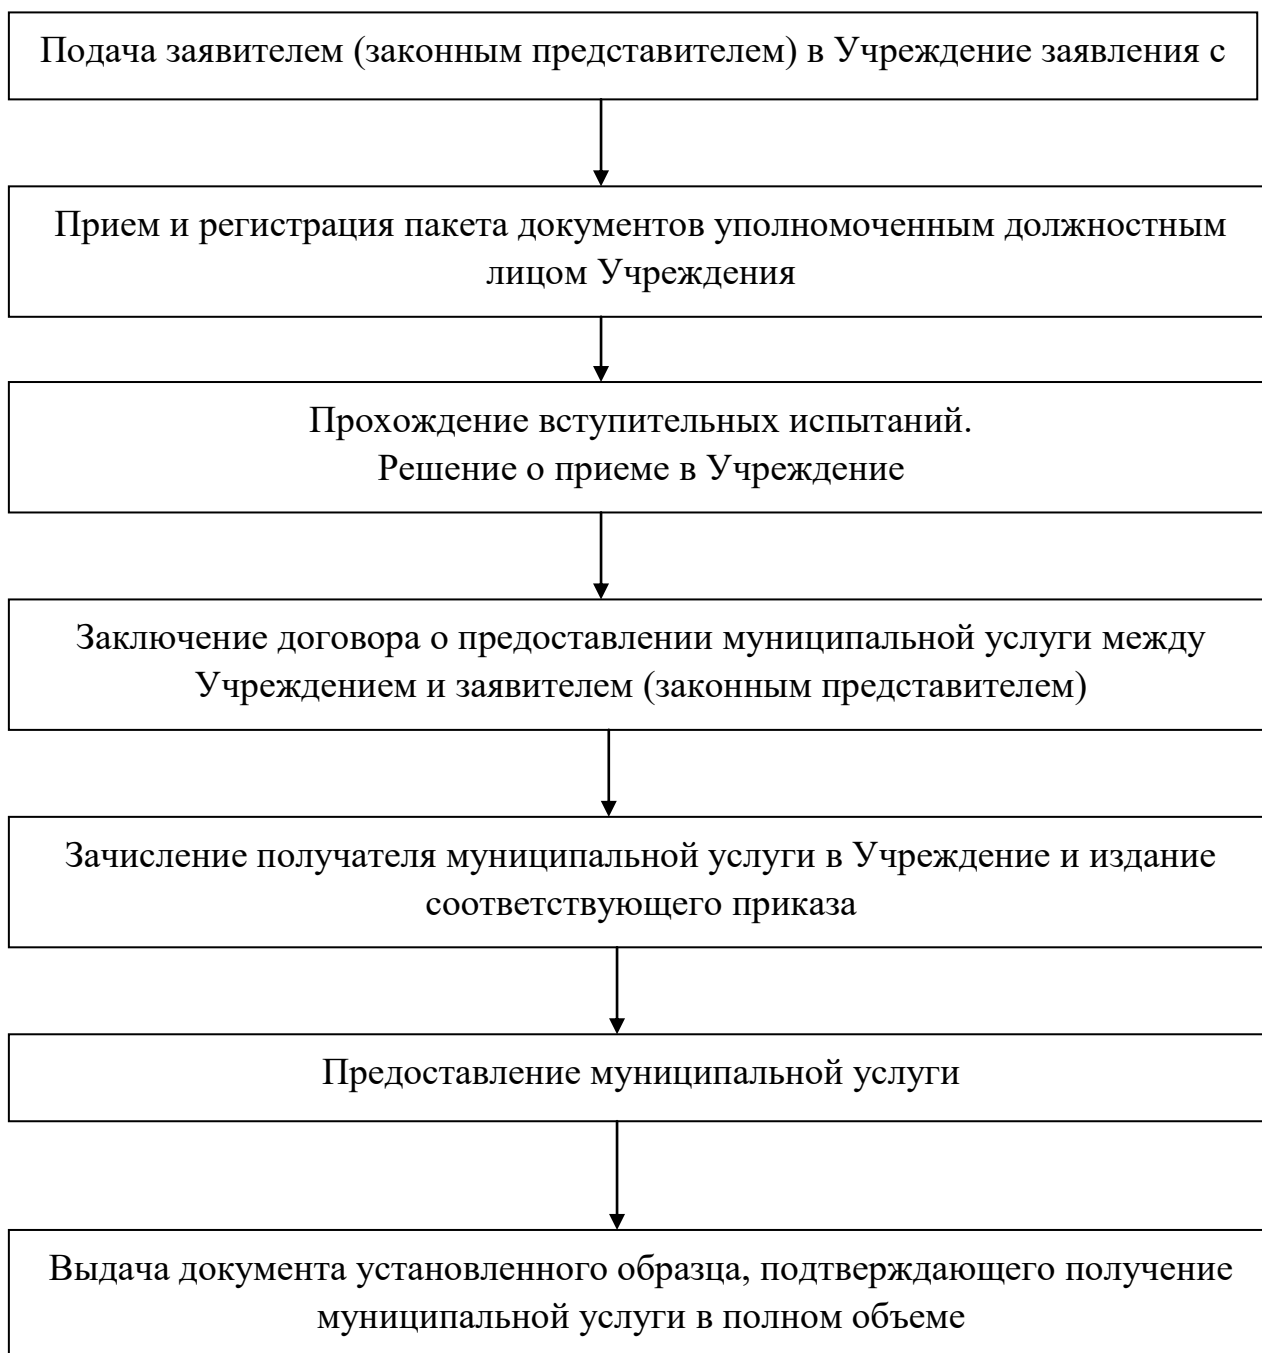 Подача заявителем (законным представителем) в Учреждение заявления с
Прием и регистрация пакета документов уполномоченным должностным
лицом Учреждения
Прохождение вступительных испытаний.
Решение о приеме в Учреждение
Заключение договора о предоставлении муниципальной услуги между
Учреждением и заявителем (законным представителем)
Зачисление получателя муниципальной услуги в Учреждение и издание
соответствующего приказа
Предоставление муниципальной услуги
Выдача документа установленного образца, подтверждающего получение
муниципальной услуги в полном объеме